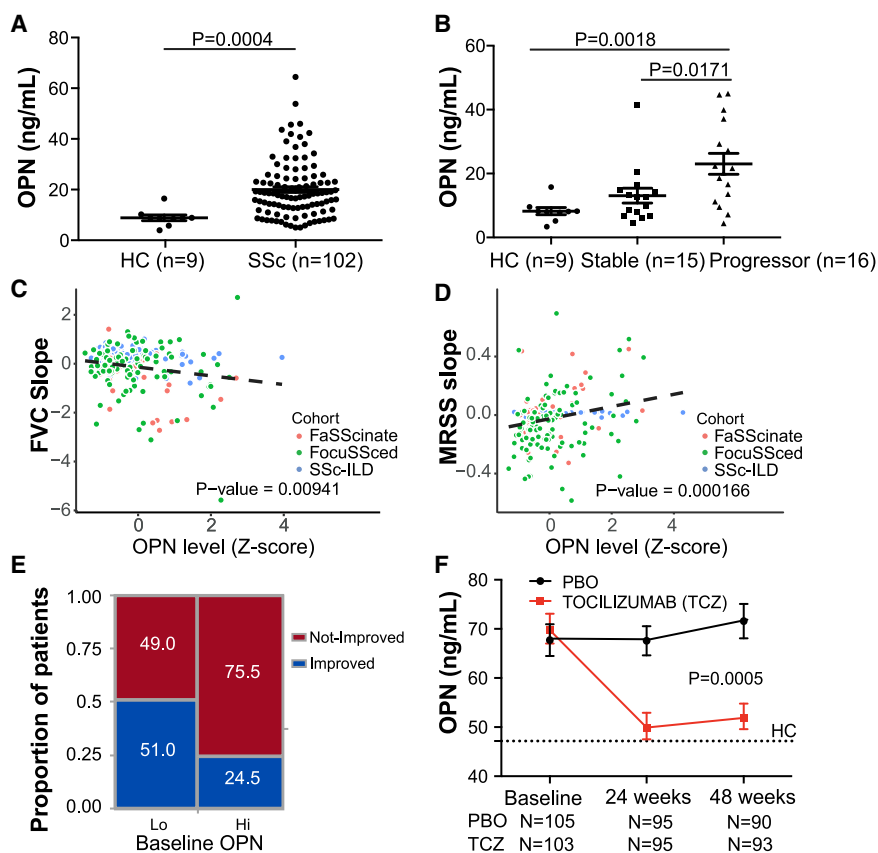 A
P=0.0004
OPN (ng/mL)
80
60
40
20
0
HC (n=9)
SSc (n=102)
B
P=0.0018
P=0.0171
OPN (ng/mL)
60
40
20
0
HC (n=9) Stable (n=15) Progressor (n=16)
C
FVC Slope
2
0
−2
−4
−6
Cohort
FaSScinate
FocuSSced
SSc-ILD
P−value = 0.00941
0 2 4
OPN level (Z−score)
D
MRSS slope
0.4
0.0
−0.4
Cohort
FaSScinate
FocuSSced
SSc-ILD
P−value = 0.000166
0 2 4
OPN level (Z−score)
E
Proportion of patients
1.00
0.75
0.5
0.25
0.00
49.0
75.5
51.0
24.5
Not-Improved
Improved
Lo Hi
Baseline OPN
F
PBO
TOCILIZUMAB (TCZ)
OPN (ng/mL)
80
70
60
50
40
P=0.0005
HC
Baseline 24 weeks 48 weeks
PBO N=105 N=95 N=90
TCZ N=103 N=95 N=93